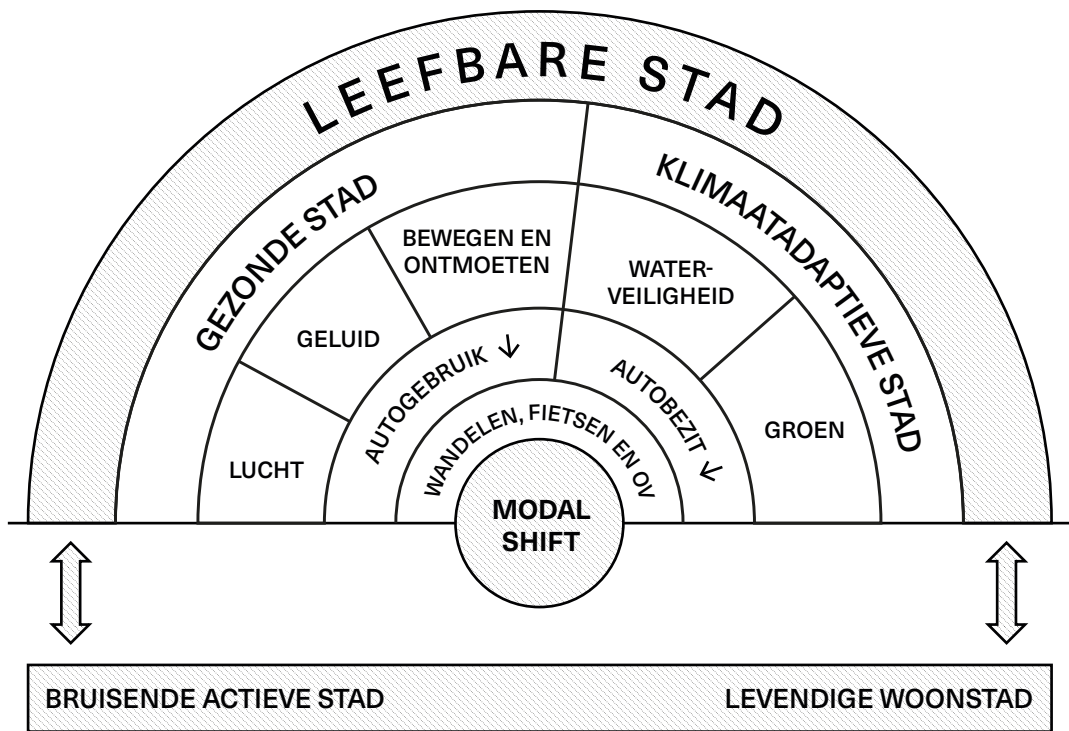 LEEFBARE STAD
GEZONDE STAD
KLIMAATADAPTIEVE STAD
BEWEGEN EN
ONTMOETEN
WATER-
VEILIGHEID
GELUID
LUCHT
GROEN
AUTOGEBRUIK ↓
AUTOBEZIT ↓
WANDELEN, FIETSEN EN OV
MODAL
SHIFT
BRUISENDE ACTIEVE STAD
LEVENDIGE WOONSTAD